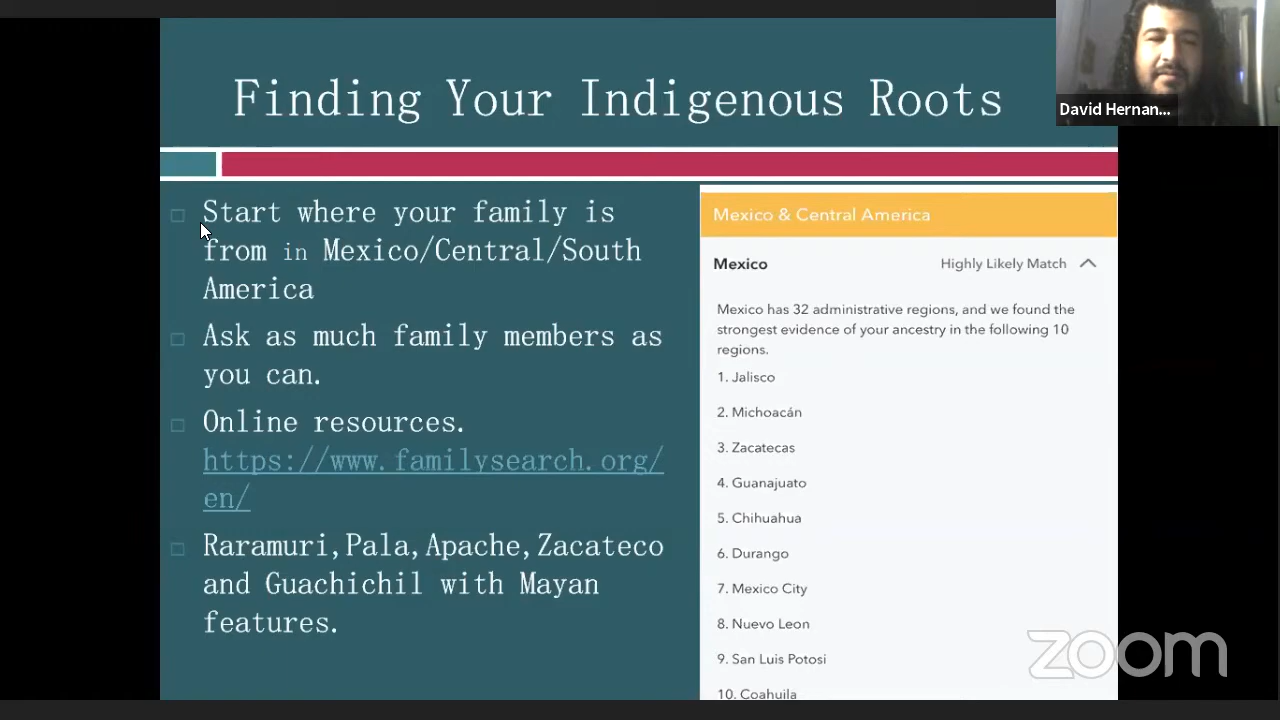 Finding Your Indigenous Roots
David Hernan...
Start where your family is
from in Mexico/Central/South
America
Ask as much family members as
you can.
Online resources.
https://www.familysearch.org/
en/
Raramuri,Pala,Apache,Zacateco
and Guachichil with Mayan
features.
Mexico & Central America
Mexico
Highly Likely Match
Mexico has 32 administrative regions, and we found the
strongest evidence of your ancestry in the following 10
regions.
1. Jalisco
2. Michoacán
3. Zacatecas
4. Guanajuato
5. Chihuahua
6. Durango
7. Mexico City
8. Nuevo Leon
9. San Luis Potosi
10. Coahuila
zoom